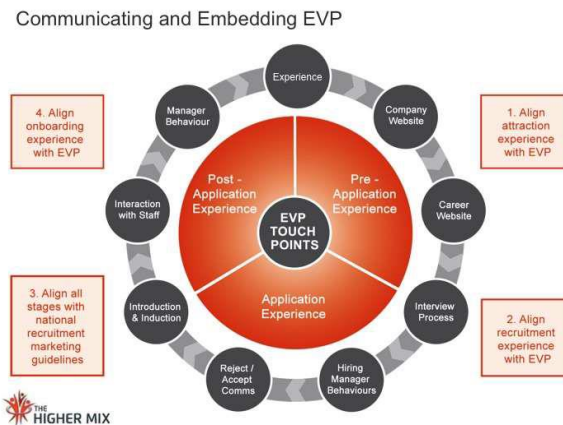 Communicating and Embedding EVP
Experience
Company
Website
Career
Website
Interview
Process
Hiring
Manager
Behaviours
Reject /
Accept
Comms
Introduction
& Induction
Interaction
with Staff
Manager
Behaviour
Post -
Application
Experience
Pre -
Application
Experience
EVP
TOUCH
POINTS
Application
Experience
1. Align
attraction
experience
with EVP
2. Align
recruitment
experience
with EVP
3. Align all
stages with
national
recruitment
marketing
guidelines
4. Align
onboarding
experience
with EVP
THE
HIGHER MIX